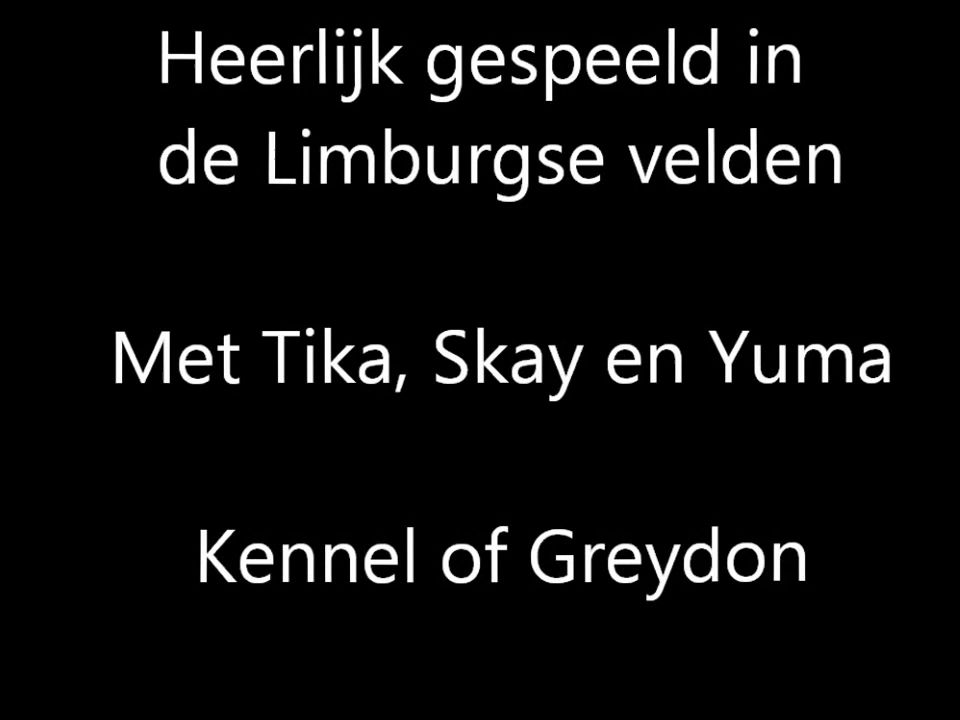 Heerlijk gespeeld in
de Limburgse velden
Met Tika, Skay en Yuma
Kennel of Greydon